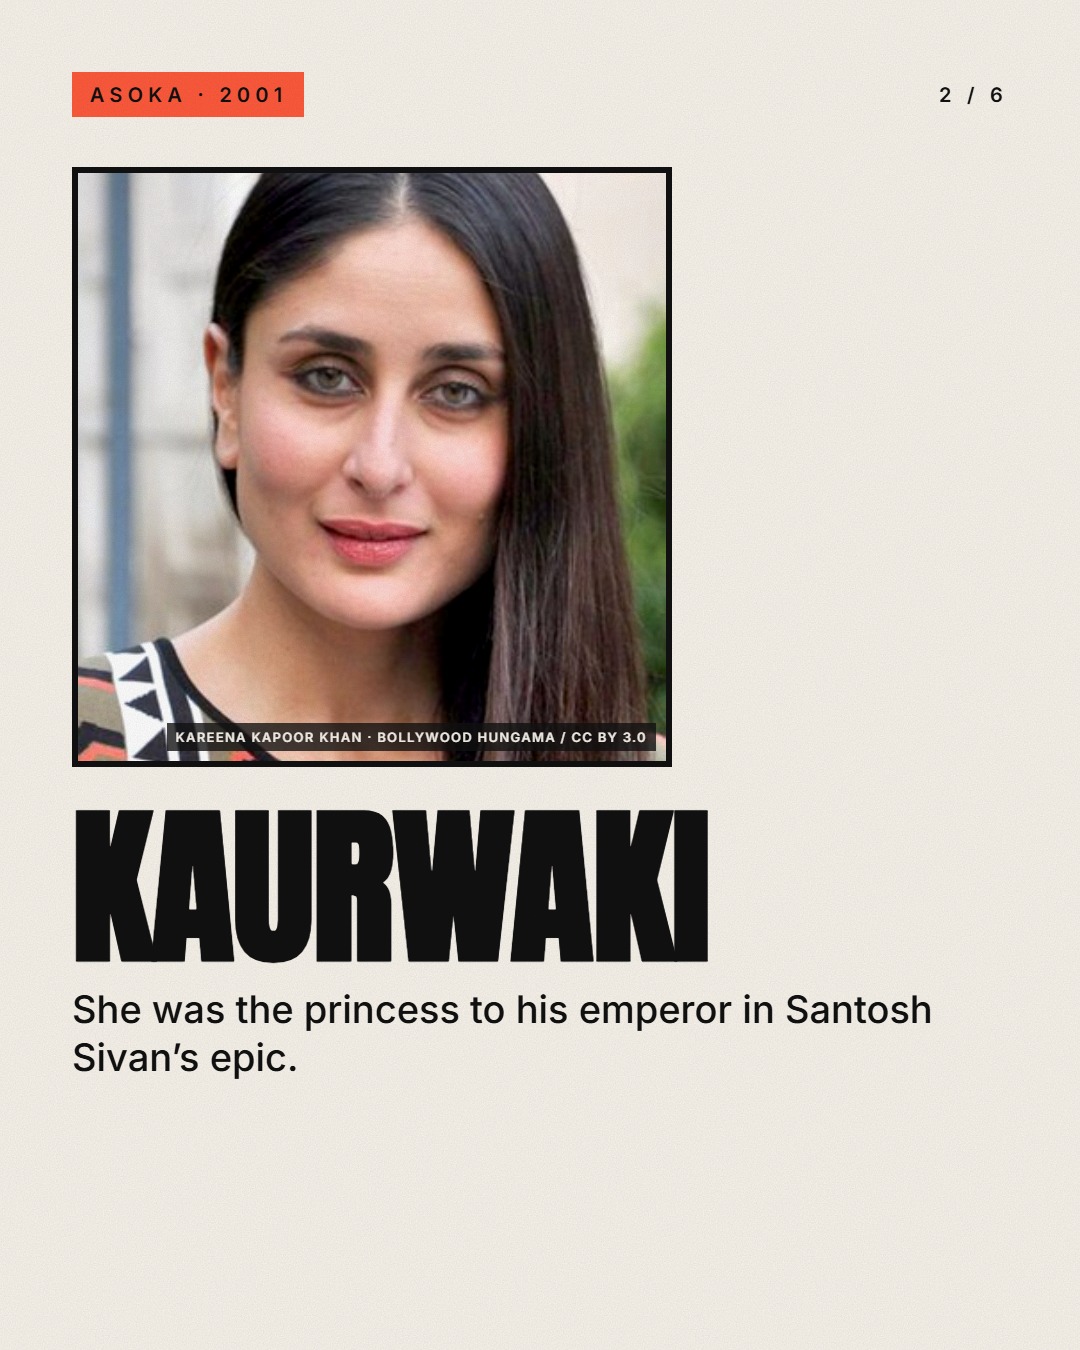 ASOKA · 2001
2 / 6
KAREENA KAPOOR KHAN · BOLLYWOOD HUNGAMA / CC BY 3.0
KAURWAKI
She was the princess to his emperor in Santosh
Sivan’s epic.